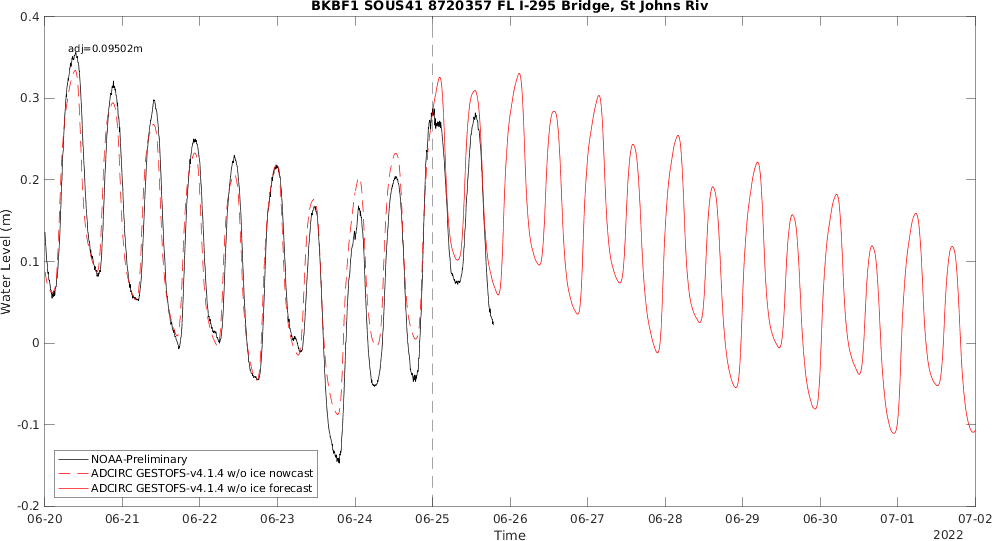 BKBF1 SOUS41 8720357 FL I-295 Bridge, St Johns Riv
adj=0.09502m
0.4
0.3
0.2
0.1
0
-0.1
-0.2
Water Level (m)
NOAA-Preliminary
ADCIRC GESTOFS-v4.1.4 w/o ice nowcast
ADCIRC GESTOFS-v4.1.4 w/o ice forecast
06-20 06-21 06-22 06-23 06-24 06-25 06-26 06-27 06-28 06-29 06-30 07-01 07-02
Time
2022